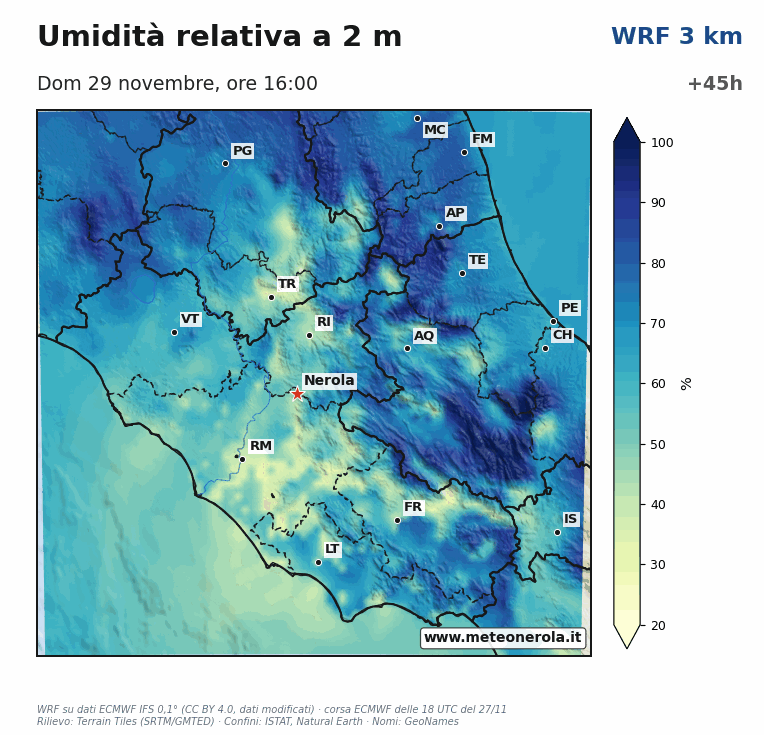 Umidità relativa a 2 m
WRF 3 km
Dom 29 novembre, ore 16:00
+45h
MC
FM
PG
AP
TE
TR
PE
VT
RI
AQ
CH
Nerola
RM
FR
IS
LT
www.meteonerola.it
100
90
80
70
60
50
40
30
20
%
WRF su dati ECMWF IFS 0,1° (CC BY 4.0, dati modificati) · corsa ECMWF delle 18 UTC del 27/11
Rilievo: Terrain Tiles (SRTM/GMTED) · Confini: ISTAT, Natural Earth · Nomi: GeoNames